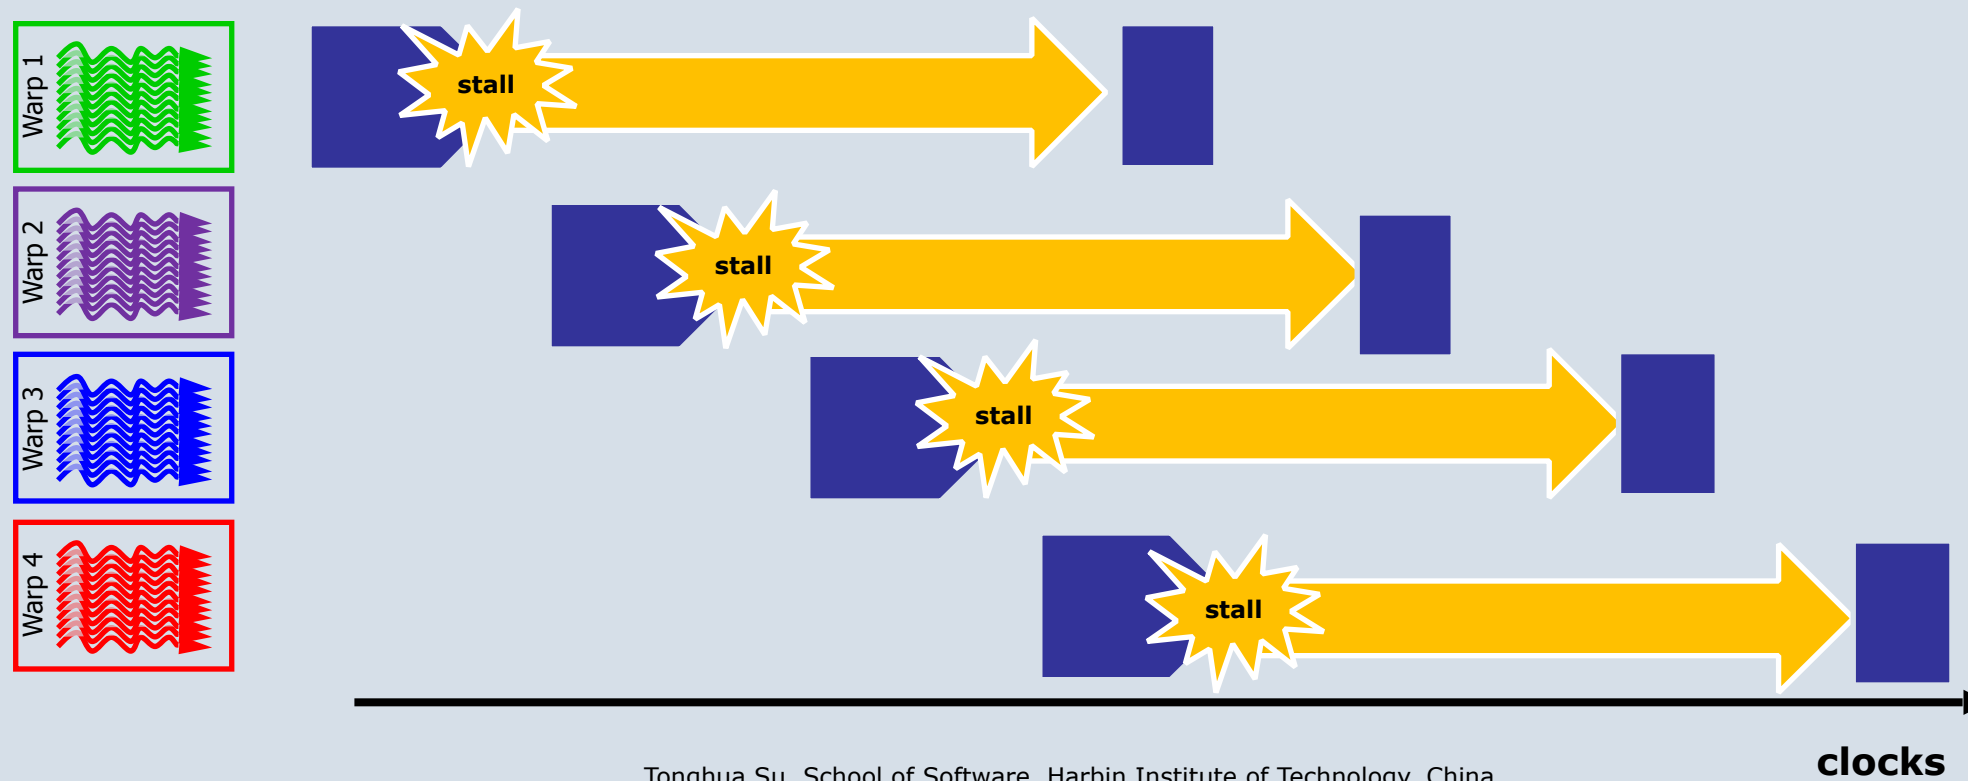 Warp 1
stall
Warp 2
stall
Warp 3
stall
Warp 4
stall
clocks
Tonghua Su, School of Software, Harbin Institute of Technology, China